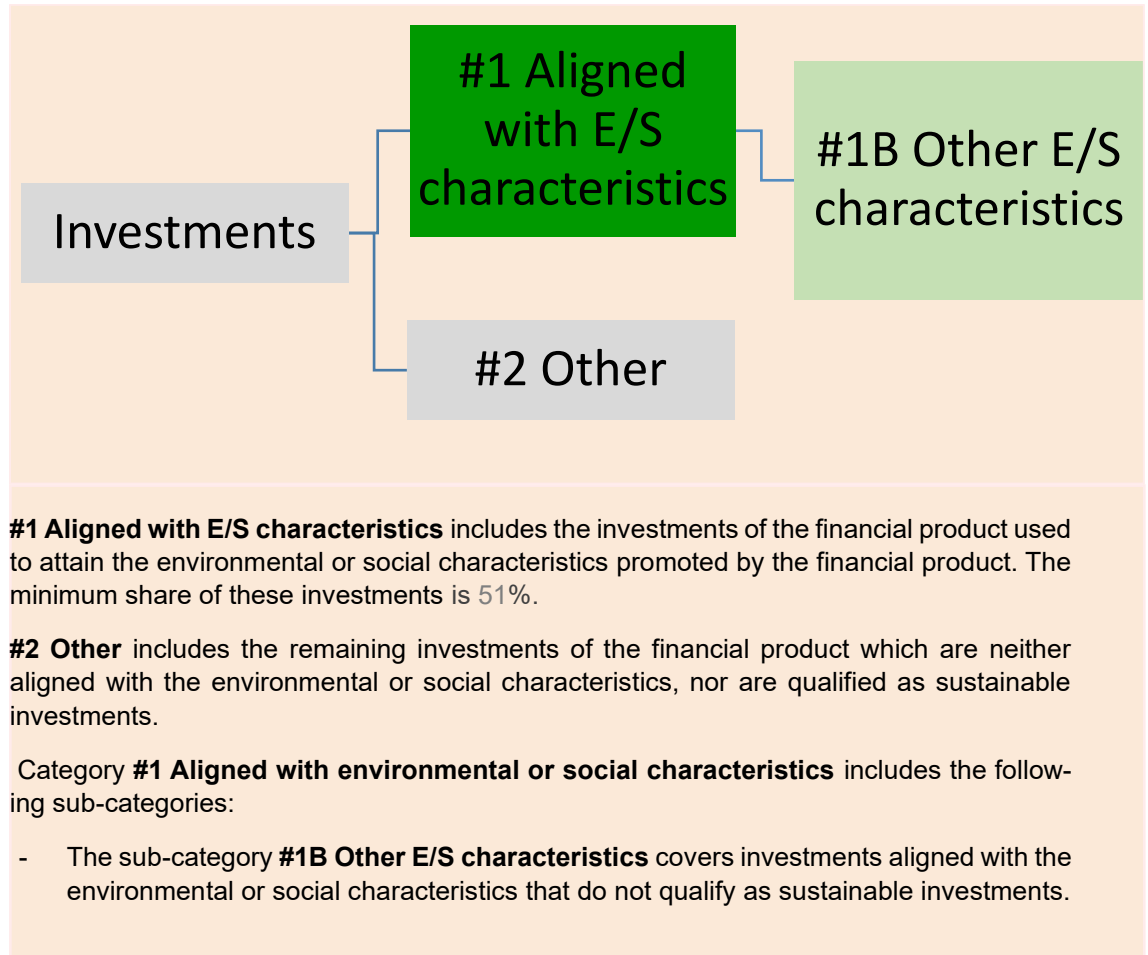 #1 Aligned
with E/S
characteristics
#1B Other E/S
characteristics
Investments
#2 Other
#1 Aligned with E/S characteristics includes the investments of the financial product used
to attain the environmental or social characteristics promoted by the financial product. The
minimum share of these investments is 51%.
#2 Other includes the remaining investments of the financial product which are neither
aligned with the environmental or social characteristics, nor are qualified as sustainable
investments.
Category #1 Aligned with environmental or social characteristics includes the follow-
ing sub-categories:
- The sub-category #1B Other E/S characteristics covers investments aligned with the
environmental or social characteristics that do not qualify as sustainable investments.